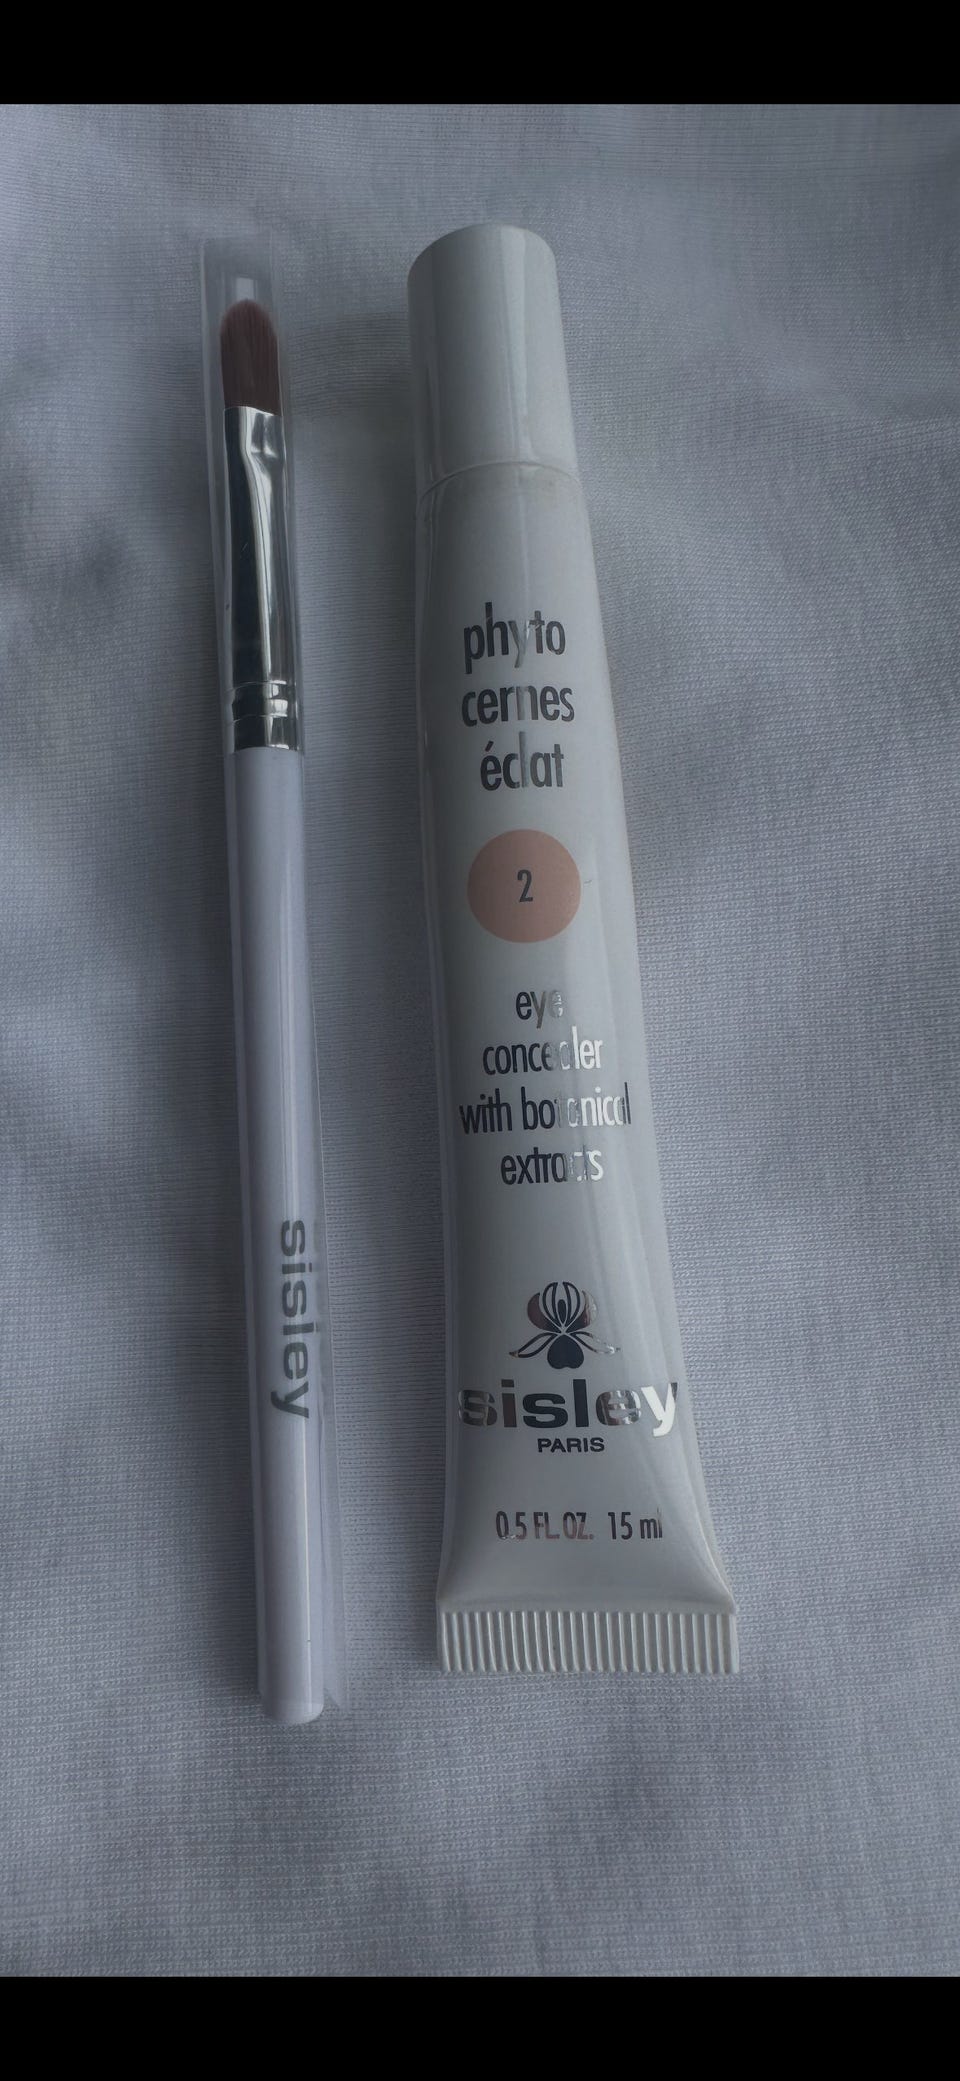 sisley
phyto
cernes
éclat
2
eye
concealer
with botanical
extracts
sisley
PARIS
0.5 FL.OZ. 15 ml